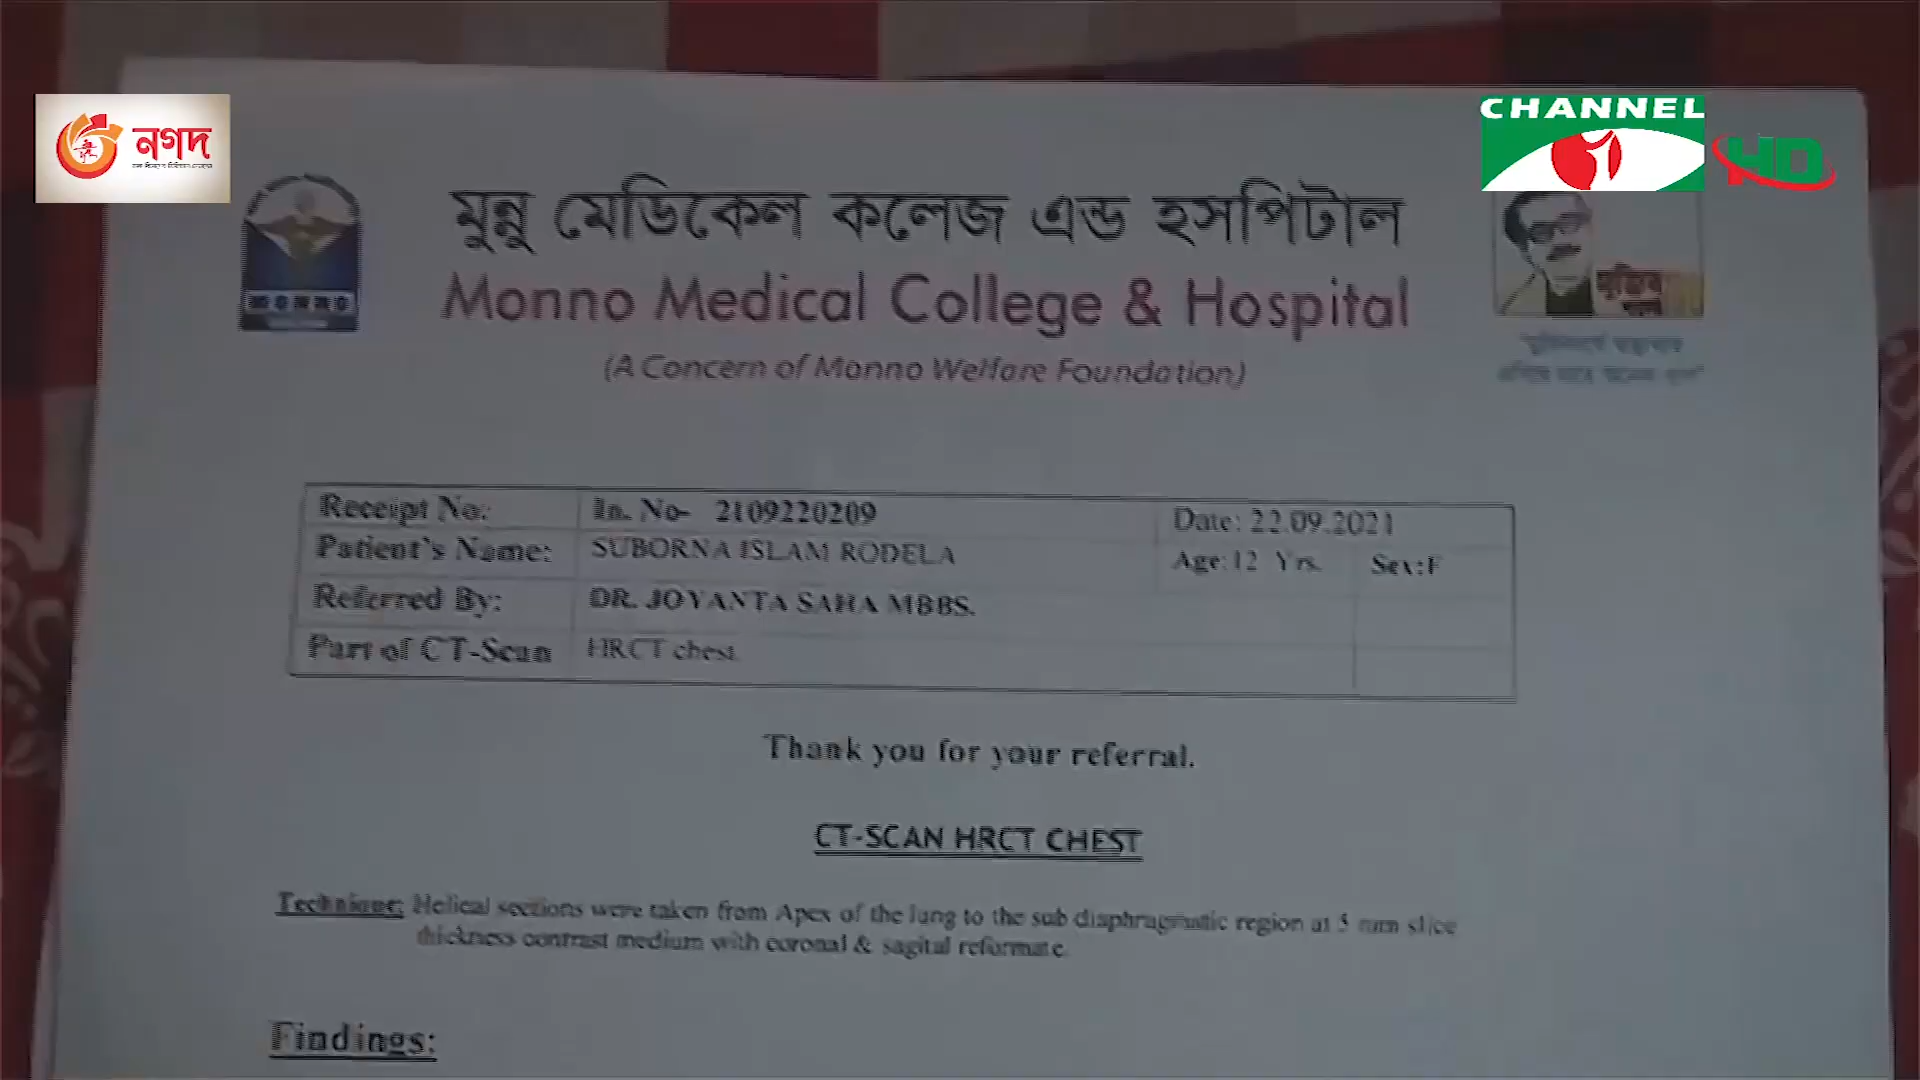 নগদ
CHANNEL
HD
মুন্নু মেডিকেল কলেজ এন্ড হসপিটাল
Monno Medical College & Hospital
(A Concern of Monno Welfare Foundation)
MONNO
মুজিব
Receipt No: In. No- 2109220209 Date: 22.09.2021
Patient's Name: SUBORNA ISLAM RODELA Age:12 Yrs. Sex:F
Referred By: DR. JOYANTA SAHA MBBS.
Part of CT-Scan HRCT chest.
Thank you for your referral.
CT-SCAN HRCT CHEST
Technique: Helical sections were taken from Apex of the lung to the sub diaphragmatic region at 5 mm slice
thickness contrast medium with coronal & sagital reformate.
Findings: